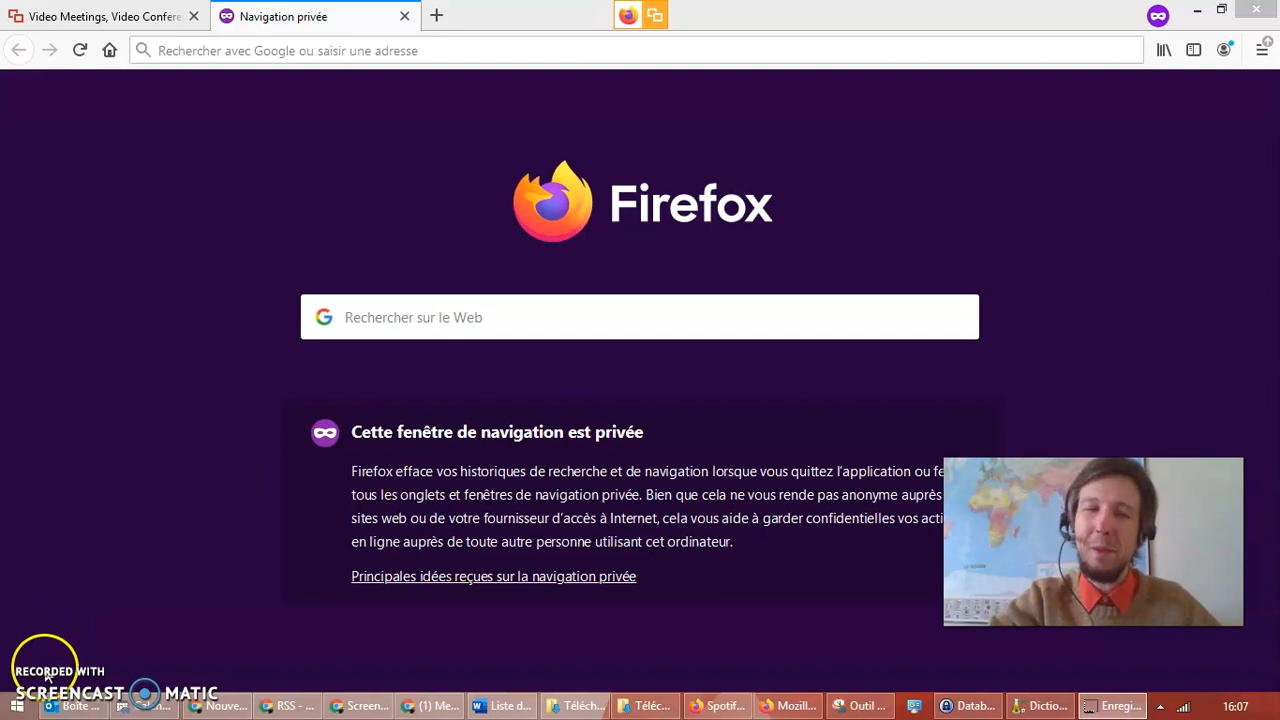 Video Meetings, Video Conferen
Navigation privée
Rechercher avec Google ou saisir une adresse
Firefox
Rechercher sur le Web
Cette fenêtre de navigation est privée
Firefox efface vos historiques de recherche et de navigation lorsque vous quittez l'application ou fe
tous les onglets et fenêtres de navigation privée. Bien que cela ne vous rende pas anonyme auprès
sites web ou de votre fournisseur d'accès à Internet, cela vous aide à garder confidentielles vos acti
en ligne auprès de toute autre personne utilisant cet ordinateur.
Principales idées reçues sur la navigation privée
RECORDED WITH
SCREENCAST MATIC
Boîte Nouve... RSS - ... Screen... (1) Me... Liste d... Téléch... Téléc... Spotif... Mozill... Outil ... Datab... Dictio... Enregi... 16:07